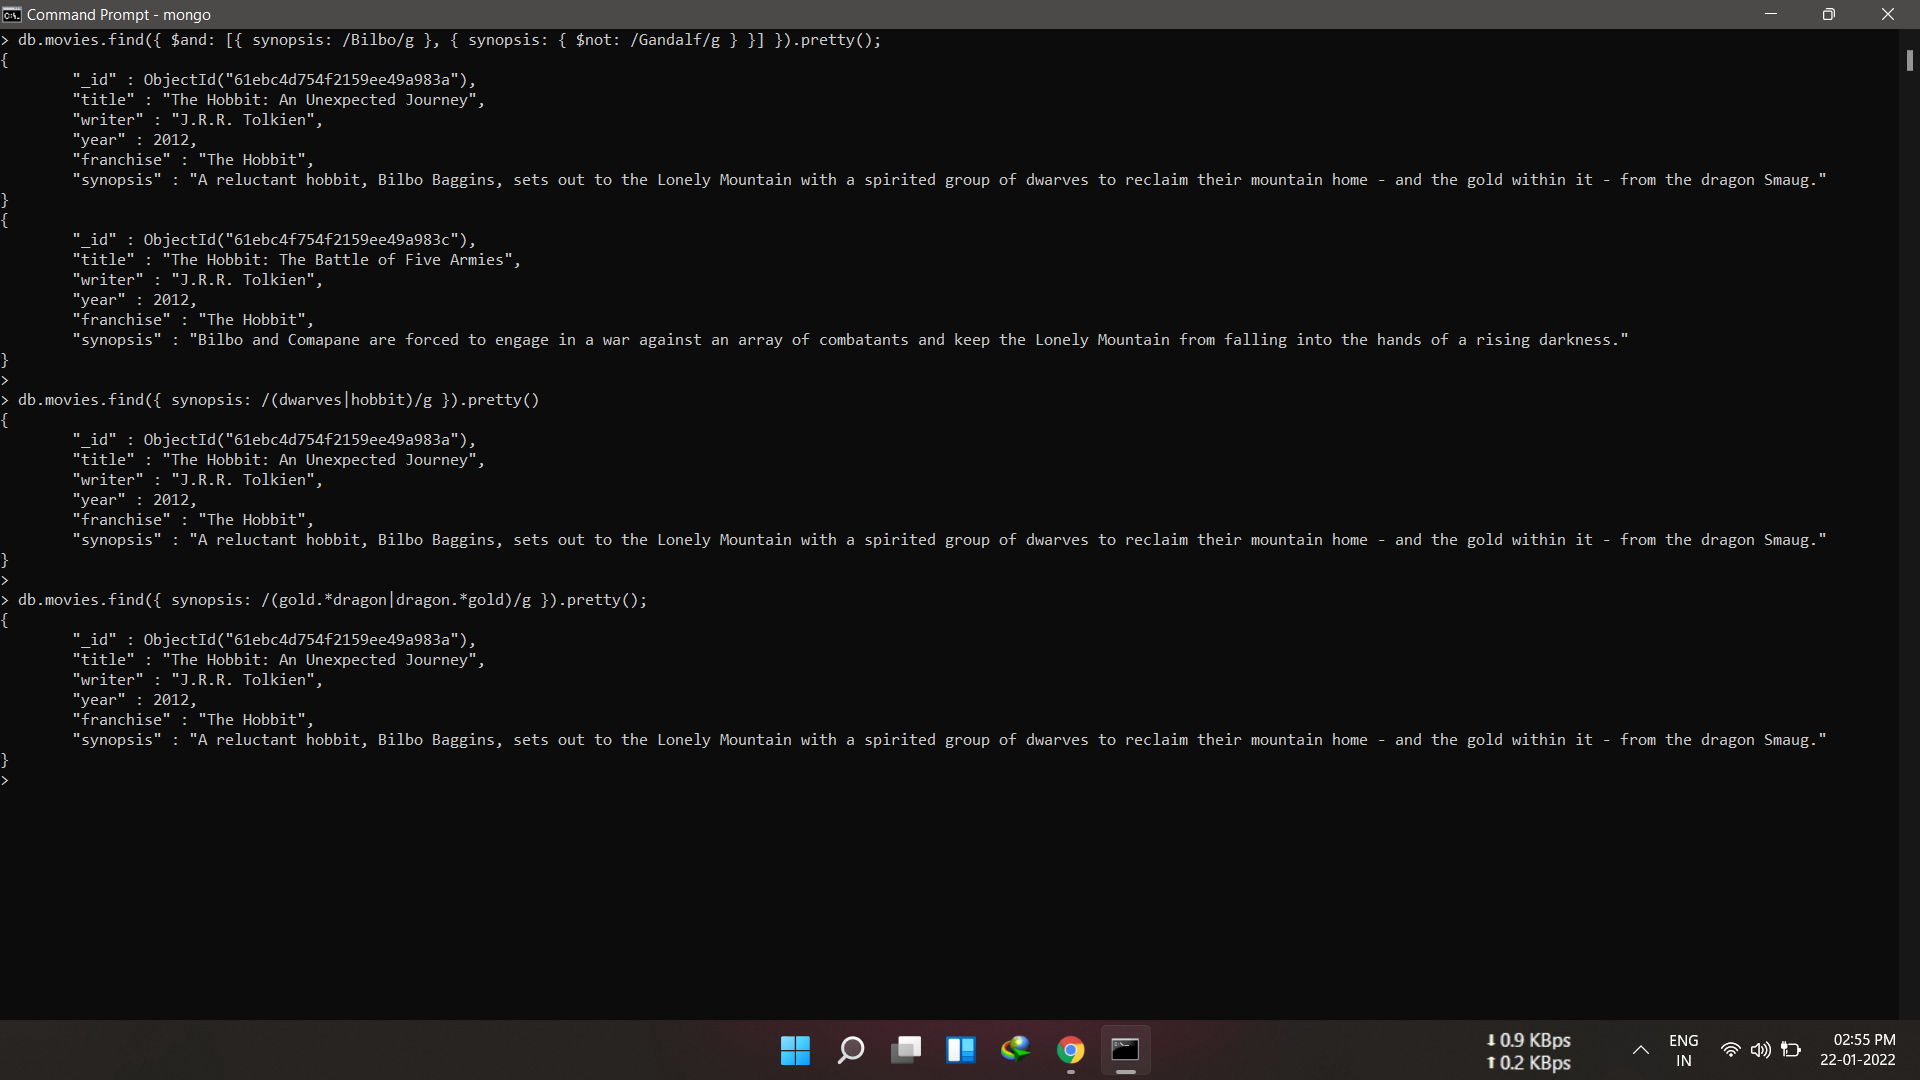 Command Prompt - mongo
> db.movies.find({ $and: [{ synopsis: /Bilbo/g }, { synopsis: { $not: /Gandalf/g } }] }).pretty();
{
        "_id" : ObjectId("61ebc4d754f2159ee49a983a"),
        "title" : "The Hobbit: An Unexpected Journey",
        "writer" : "J.R.R. Tolkien",
        "year" : 2012,
        "franchise" : "The Hobbit",
        "synopsis" : "A reluctant hobbit, Bilbo Baggins, sets out to the Lonely Mountain with a spirited group of dwarves to reclaim their mountain home - and the gold within it - from the dragon Smaug."
}
{
        "_id" : ObjectId("61ebc4f754f2159ee49a983c"),
        "title" : "The Hobbit: The Battle of Five Armies",
        "writer" : "J.R.R. Tolkien",
        "year" : 2012,
        "franchise" : "The Hobbit",
        "synopsis" : "Bilbo and Comapane are forced to engage in a war against an array of combatants and keep the Lonely Mountain from falling into the hands of a rising darkness."
}
>
> db.movies.find({ synopsis: /(dwarves|hobbit)/g }).pretty()
{
        "_id" : ObjectId("61ebc4d754f2159ee49a983a"),
        "title" : "The Hobbit: An Unexpected Journey",
        "writer" : "J.R.R. Tolkien",
        "year" : 2012,
        "franchise" : "The Hobbit",
        "synopsis" : "A reluctant hobbit, Bilbo Baggins, sets out to the Lonely Mountain with a spirited group of dwarves to reclaim their mountain home - and the gold within it - from the dragon Smaug."
}
>
> db.movies.find({ synopsis: /(gold.*dragon|dragon.*gold)/g }).pretty();
{
        "_id" : ObjectId("61ebc4d754f2159ee49a983a"),
        "title" : "The Hobbit: An Unexpected Journey",
        "writer" : "J.R.R. Tolkien",
        "year" : 2012,
        "franchise" : "The Hobbit",
        "synopsis" : "A reluctant hobbit, Bilbo Baggins, sets out to the Lonely Mountain with a spirited group of dwarves to reclaim their mountain home - and the gold within it - from the dragon Smaug."
}
>
⬇0.9 KBps
⬆0.2 KBps
ENG
IN
02:55 PM
22-01-2022